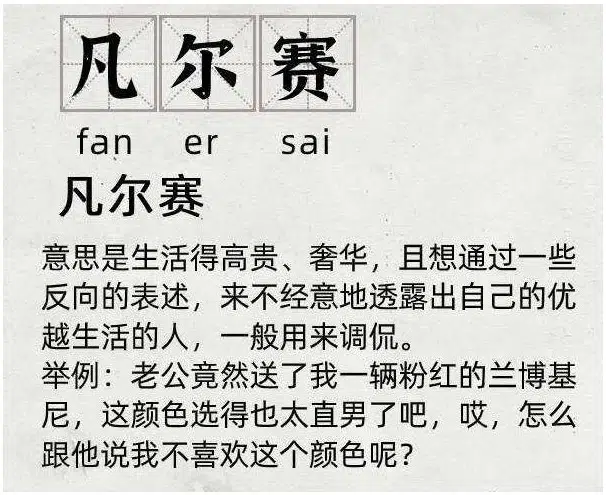 凡尔赛
fan er sai
凡尔赛
意思是生活得高贵、奢华，且想通过一些
反向的表述，来不经意地透露出自己的优
越生活的人，一般用来调侃。
举例：老公竟然送了我一辆粉红的兰博基
尼，这颜色选得也太直男了吧，哎，怎么
跟他说我不喜欢这个颜色呢？